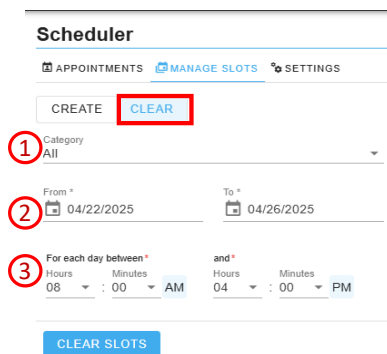 Scheduler
APPOINTMENTS MANAGE SLOTS SETTINGS
CREATE CLEAR
1 Category
All
From * To *
2 04/22/2025 04/26/2025
For each day between * and *
3 Hours Minutes Hours Minutes
08 : 00 AM 04 : 00 PM
CLEAR SLOTS